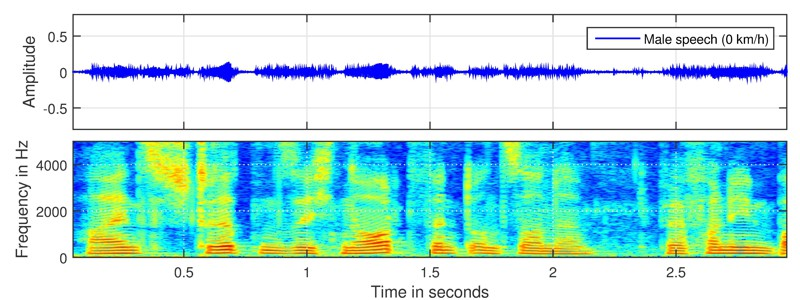 Amplitude
0.5
0
-0.5
Male speech (0 km/h)
Frequency in Hz
4000
2000
0
0.5
1
1.5
2
2.5
Time in seconds